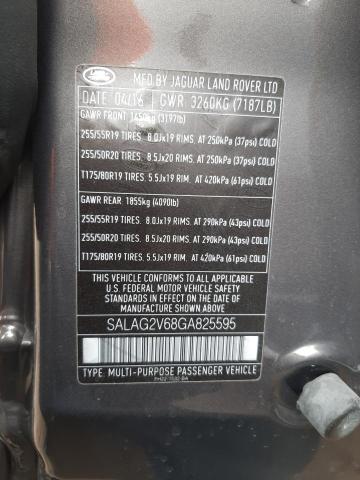 MFD BY JAGUAR LAND ROVER LTD
DATE 04/16 GWR 3260KG (7187LB)
GAWR FRONT 1450kg (3197lb)
255/55R19 TIRES. 8.0Jx19 RIMS. AT 250kPa (37psi) COLD
255/50R20 TIRES. 8.5Jx20 RIMS. AT 250kPa (37psi) COLD
T175/80R19 TIRES. 5.5Jx19 RIMS. AT 420kPa (61psi) COLD
GAWR REAR 1855kg (4090lb)
255/55R19 TIRES. 8.0Jx19 RIMS. AT 290kPa (43psi) COLD
255/50R20 TIRES. 8.5Jx20 RIMS. AT 290kPa (43psi) COLD
T175/80R19 TIRES. 5.5Jx19 RIMS. AT 420kPa (61psi) COLD
THIS VEHICLE CONFORMS TO ALL APPLICABLE
U.S. FEDERAL MOTOR VEHICLE SAFETY
ON THE DATE OF MANUFACTURE SHOWN ABOVE
SALAG2V68GA825595
TYPE: MULTI-PURPOSE PASSENGER VEHICLE